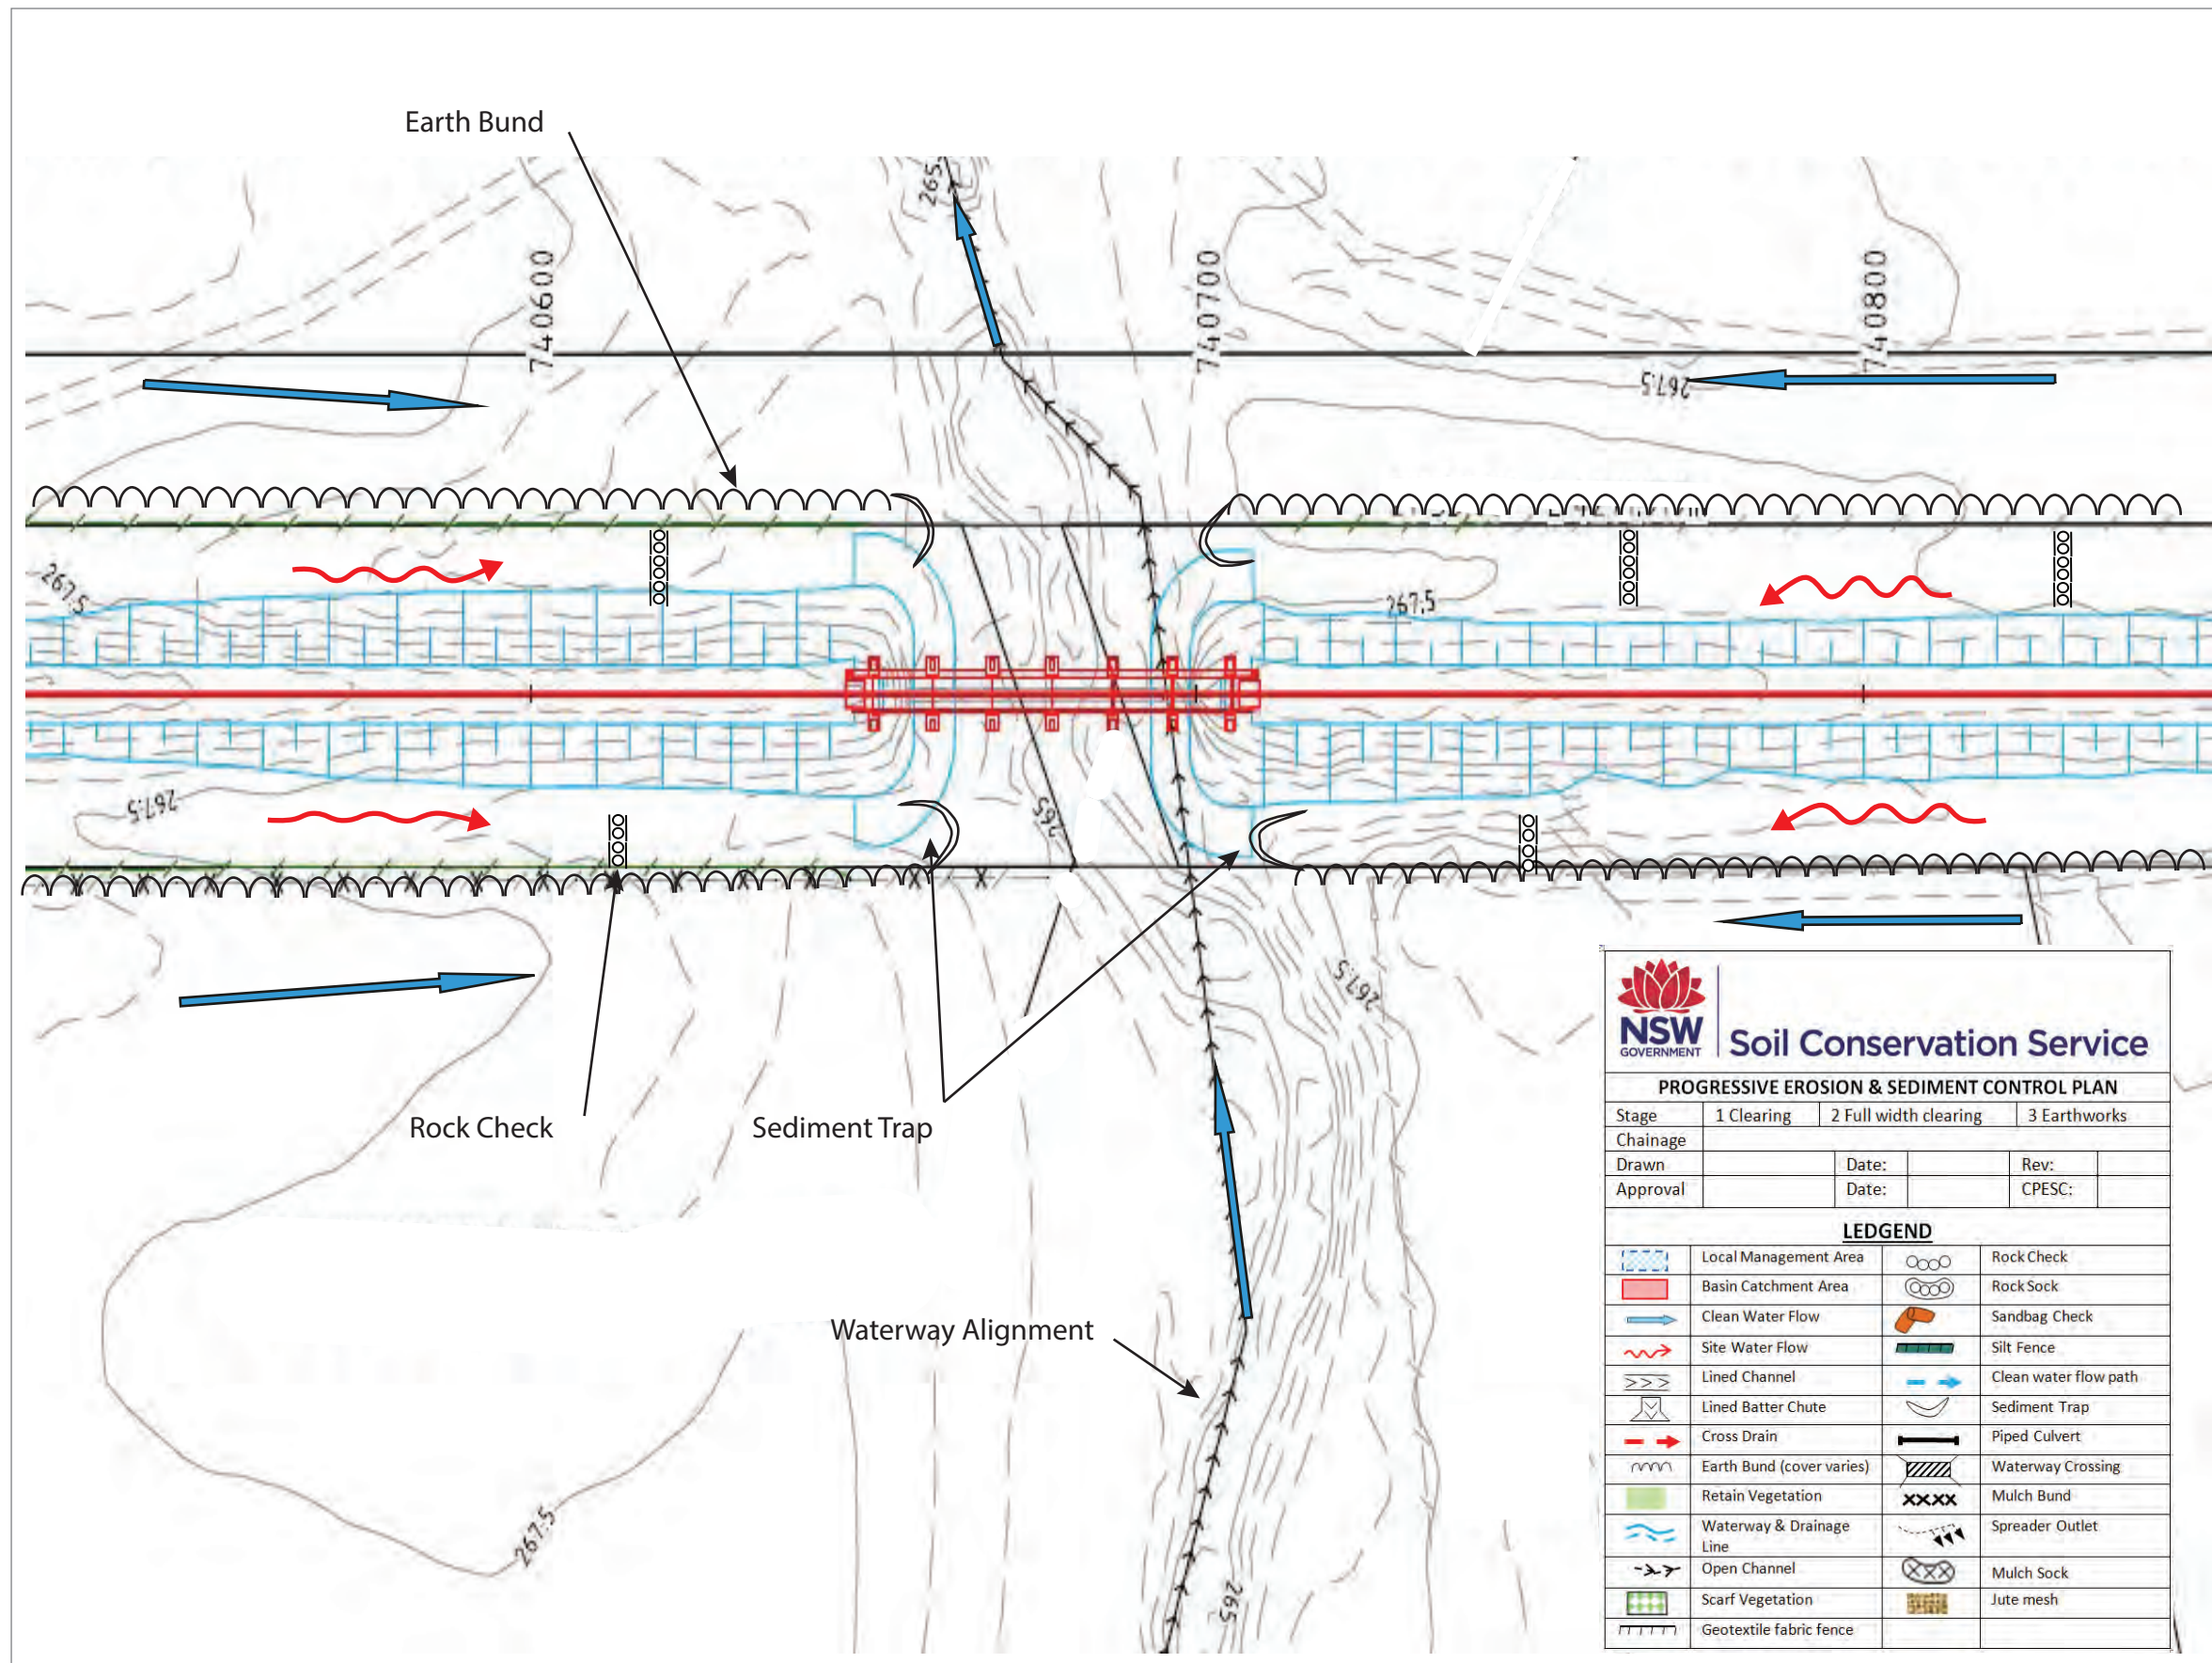 Earth Bund
265
740600
740700
740800
267.5
267.5
267.5
267.5
265
267.5
Rock Check
Sediment Trap
Waterway Alignment
267.5
265
NSW
GOVERNMENT
Soil Conservation Service
PROGRESSIVE EROSION & SEDIMENT CONTROL PLAN
Stage 1 Clearing 2 Full width clearing 3 Earthworks
Chainage
Drawn Date: Rev:
Approval Date: CPESC:
LEDGEND
Local Management Area Rock Check
Basin Catchment Area Rock Sock
Clean Water Flow Sandbag Check
Site Water Flow Silt Fence
Lined Channel Clean water flow path
Lined Batter Chute Sediment Trap
Cross Drain Piped Culvert
Earth Bund (cover varies) Waterway Crossing
Retain Vegetation Mulch Bund
Waterway & Drainage Spreader Outlet
Line
Open Channel Mulch Sock
Scarf Vegetation Jute mesh
Geotextile fabric fence